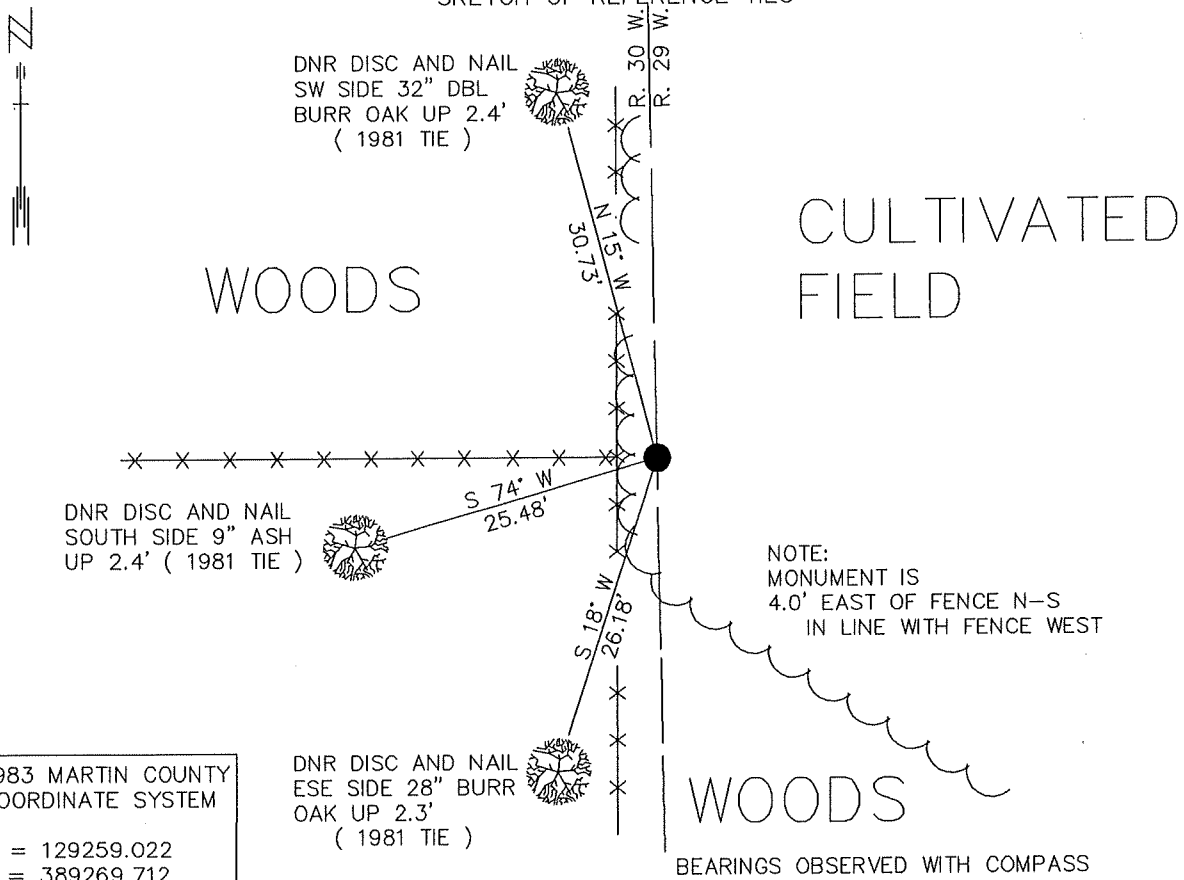 SKETCH OF REFERENCE TIES
N
R. 30 W.
R. 29 W.
DNR DISC AND NAIL
SW SIDE 32" DBL
BURR OAK UP 2.4'
( 1981 TIE )
N 15° W
30.73'
CULTIVATED
FIELD
WOODS
S 74° W
25.48'
DNR DISC AND NAIL
SOUTH SIDE 9" ASH
UP 2.4' ( 1981 TIE )
NOTE:
MONUMENT IS
4.0' EAST OF FENCE N-S
IN LINE WITH FENCE WEST
S 18° W
26.18'
DNR DISC AND NAIL
ESE SIDE 28" BURR
OAK UP 2.3'
( 1981 TIE )
983 MARTIN COUNTY
OORDINATE SYSTEM
= 129259.022
= 389269.712
WOODS
BEARINGS OBSERVED WITH COMPASS